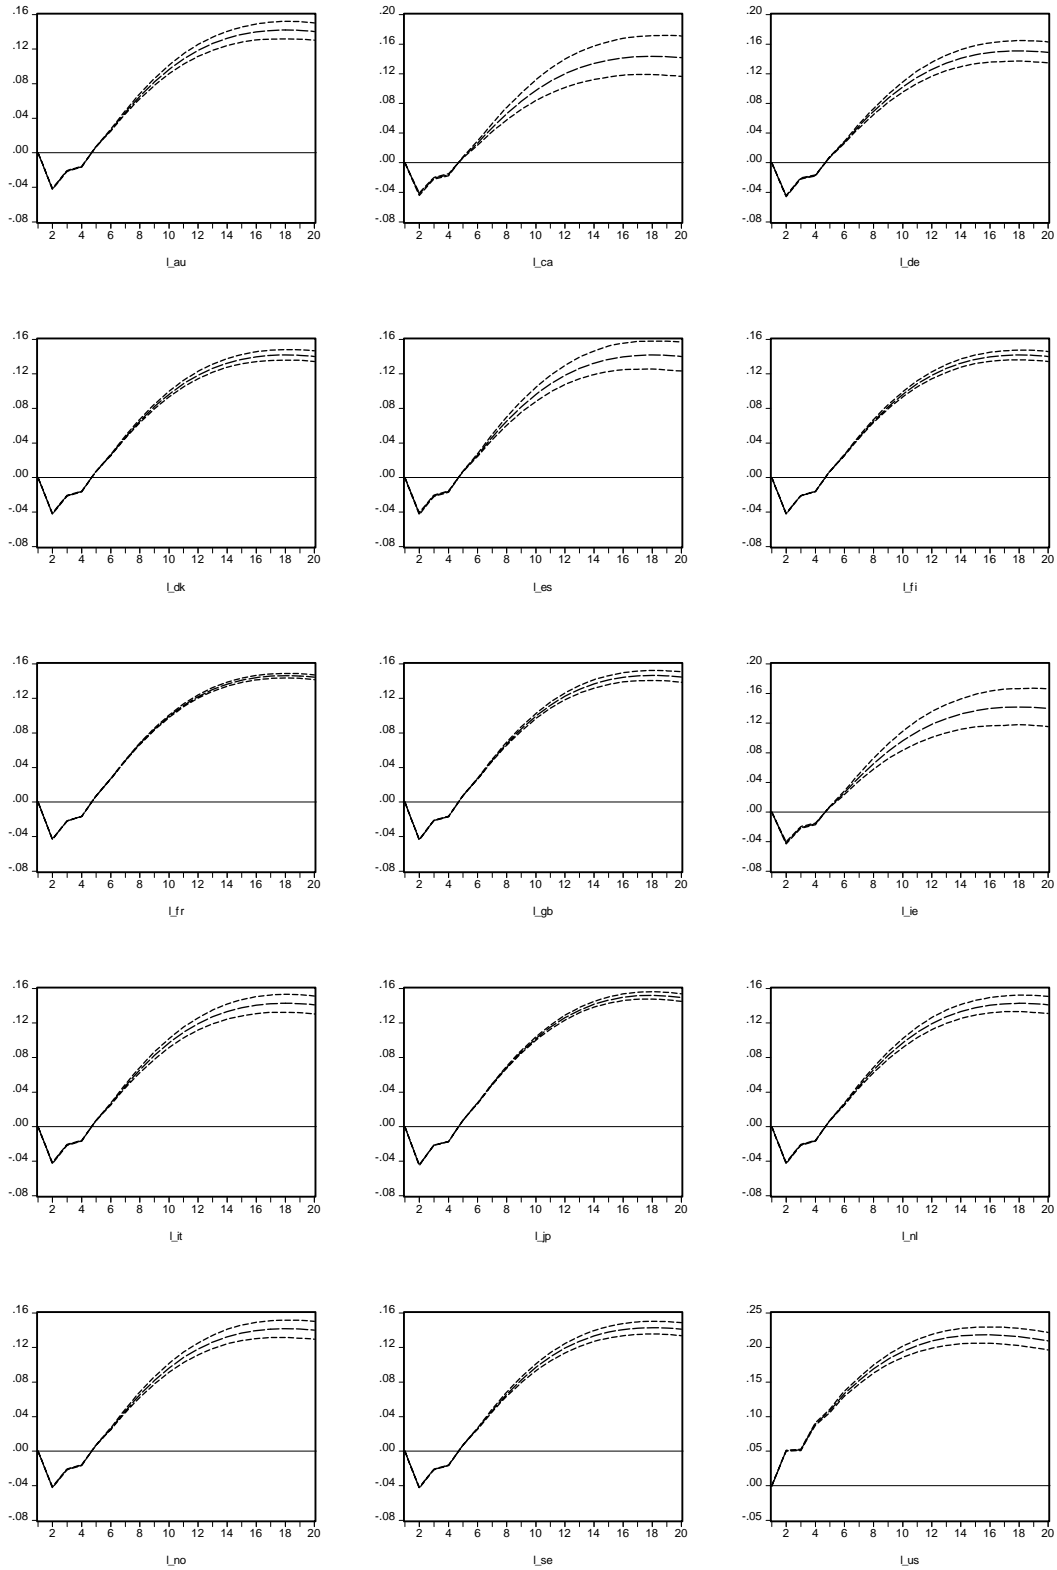 .16 .12 .08 .04 .00 -.04 -.08
2 4 6 8 10 12 14 16 18 20
l_au
.20 .16 .12 .08 .04 .00 -.04 -.08
2 4 6 8 10 12 14 16 18 20
l_ca
.20 .16 .12 .08 .04 .00 -.04 -.08
2 4 6 8 10 12 14 16 18 20
l_de
.16 .12 .08 .04 .00 -.04 -.08
2 4 6 8 10 12 14 16 18 20
l_dk
.16 .12 .08 .04 .00 -.04 -.08
2 4 6 8 10 12 14 16 18 20
l_es
.16 .12 .08 .04 .00 -.04 -.08
2 4 6 8 10 12 14 16 18 20
l_fi
.16 .12 .08 .04 .00 -.04 -.08
2 4 6 8 10 12 14 16 18 20
l_fr
.16 .12 .08 .04 .00 -.04 -.08
2 4 6 8 10 12 14 16 18 20
l_gb
.20 .16 .12 .08 .04 .00 -.04 -.08
2 4 6 8 10 12 14 16 18 20
l_ie
.16 .12 .08 .04 .00 -.04 -.08
2 4 6 8 10 12 14 16 18 20
l_it
.16 .12 .08 .04 .00 -.04 -.08
2 4 6 8 10 12 14 16 18 20
l_jp
.16 .12 .08 .04 .00 -.04 -.08
2 4 6 8 10 12 14 16 18 20
l_nl
.16 .12 .08 .04 .00 -.04 -.08
2 4 6 8 10 12 14 16 18 20
l_no
.16 .12 .08 .04 .00 -.04 -.08
2 4 6 8 10 12 14 16 18 20
l_se
.25 .20 .15 .10 .05 .00 -.05
2 4 6 8 10 12 14 16 18 20
l_us